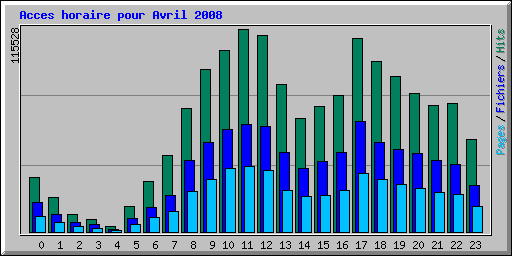 Acces horaire pour Avril 2008
115528
Pages / Fichiers / Hits
0 1 2 3 4 5 6 7 8 9 10 11 12 13 14 15 16 17 18 19 20 21 22 23